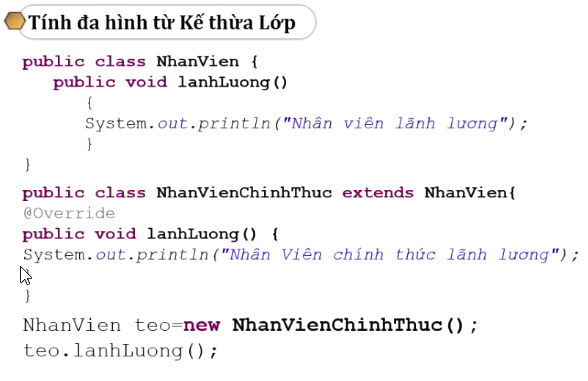 Tính đa hình từ Kế thừa Lớp
public class NhanVien {
public void lanhLuong()
{
System.out.println("Nhân viên lãnh lương");
}
}
public class NhanVienChinhThuc extends NhanVien{
@Override
public void lanhLuong() {
System.out.println("Nhân Viên chính thức lãnh lương");
}
}
NhanVien teo=new NhanVienChinhThuc();
teo.lanhLuong();